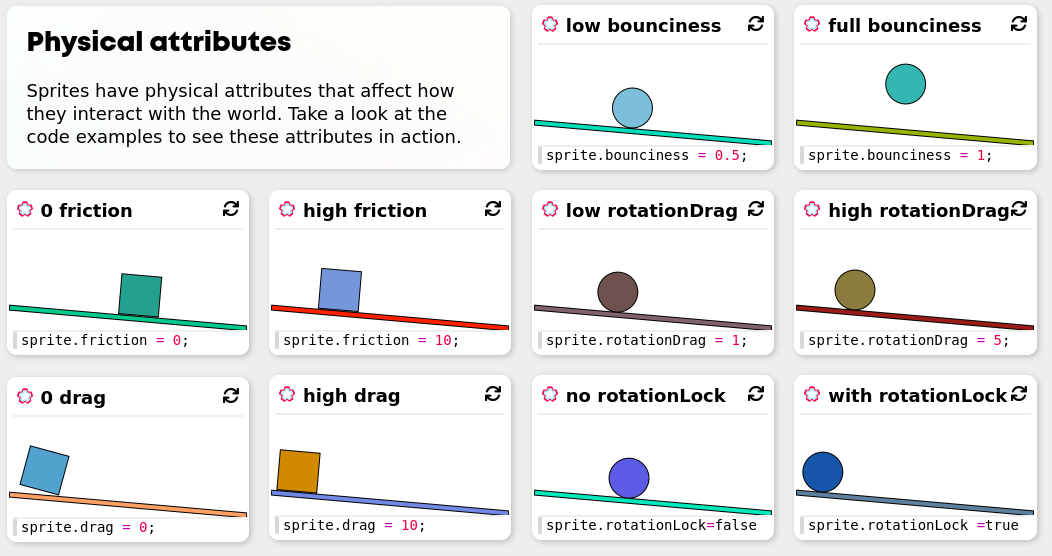 Physical attributes
Sprites have physical attributes that affect how
they interact with the world. Take a look at the
code examples to see these attributes in action.
low bounciness
sprite.bounciness = 0.5;
full bounciness
sprite.bounciness = 1;
0 friction
sprite.friction = 0;
high friction
sprite.friction = 10;
low rotationDrag
sprite.rotationDrag = 1;
high rotationDrag
sprite.rotationDrag = 5;
0 drag
sprite.drag = 0;
high drag
sprite.drag = 10;
no rotationLock
sprite.rotationLock=false
with rotationLock
sprite.rotationLock =true